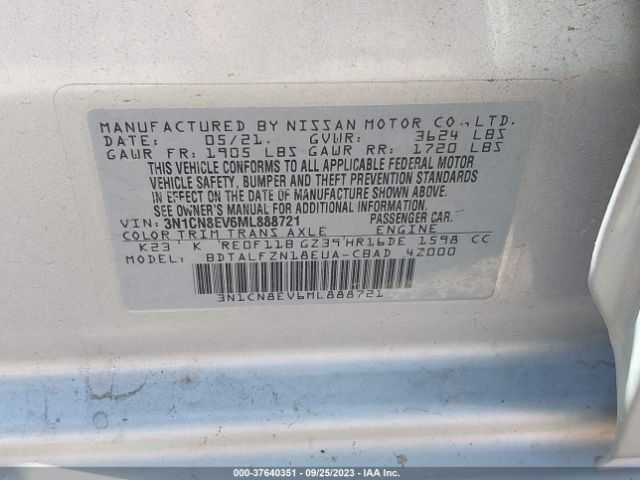 MANUFACTURED BY NISSAN MOTOR CO.,LTD.
DATE: 05/21. GVWR: 3624 LBS
GAWR FR: 1905 LBS GAWR RR: 1720 LBS
THIS VEHICLE CONFORMS TO ALL APPLICABLE FEDERAL MOTOR
VEHICLE SAFETY, BUMPER AND THEFT PREVENTION STANDARDS
IN EFFECT ON THE DATE OF MANUFACTURE SHOWN ABOVE.
SEE OWNER'S MANUAL FOR ADDITIONAL INFORMATION.
VIN: 3N1CN8EV6ML888721 PASSENGER CAR.
COLOR TRIM TRANS AXLE ENGINE
K23 K RE0F11B GZ39 HR16DE 1598 CC
MODEL: BDTALFZN18EUA-CBAD 4Z000
3N1CN8EV6ML888721
000-37640351 | 09/25/2023 | IAA Inc.